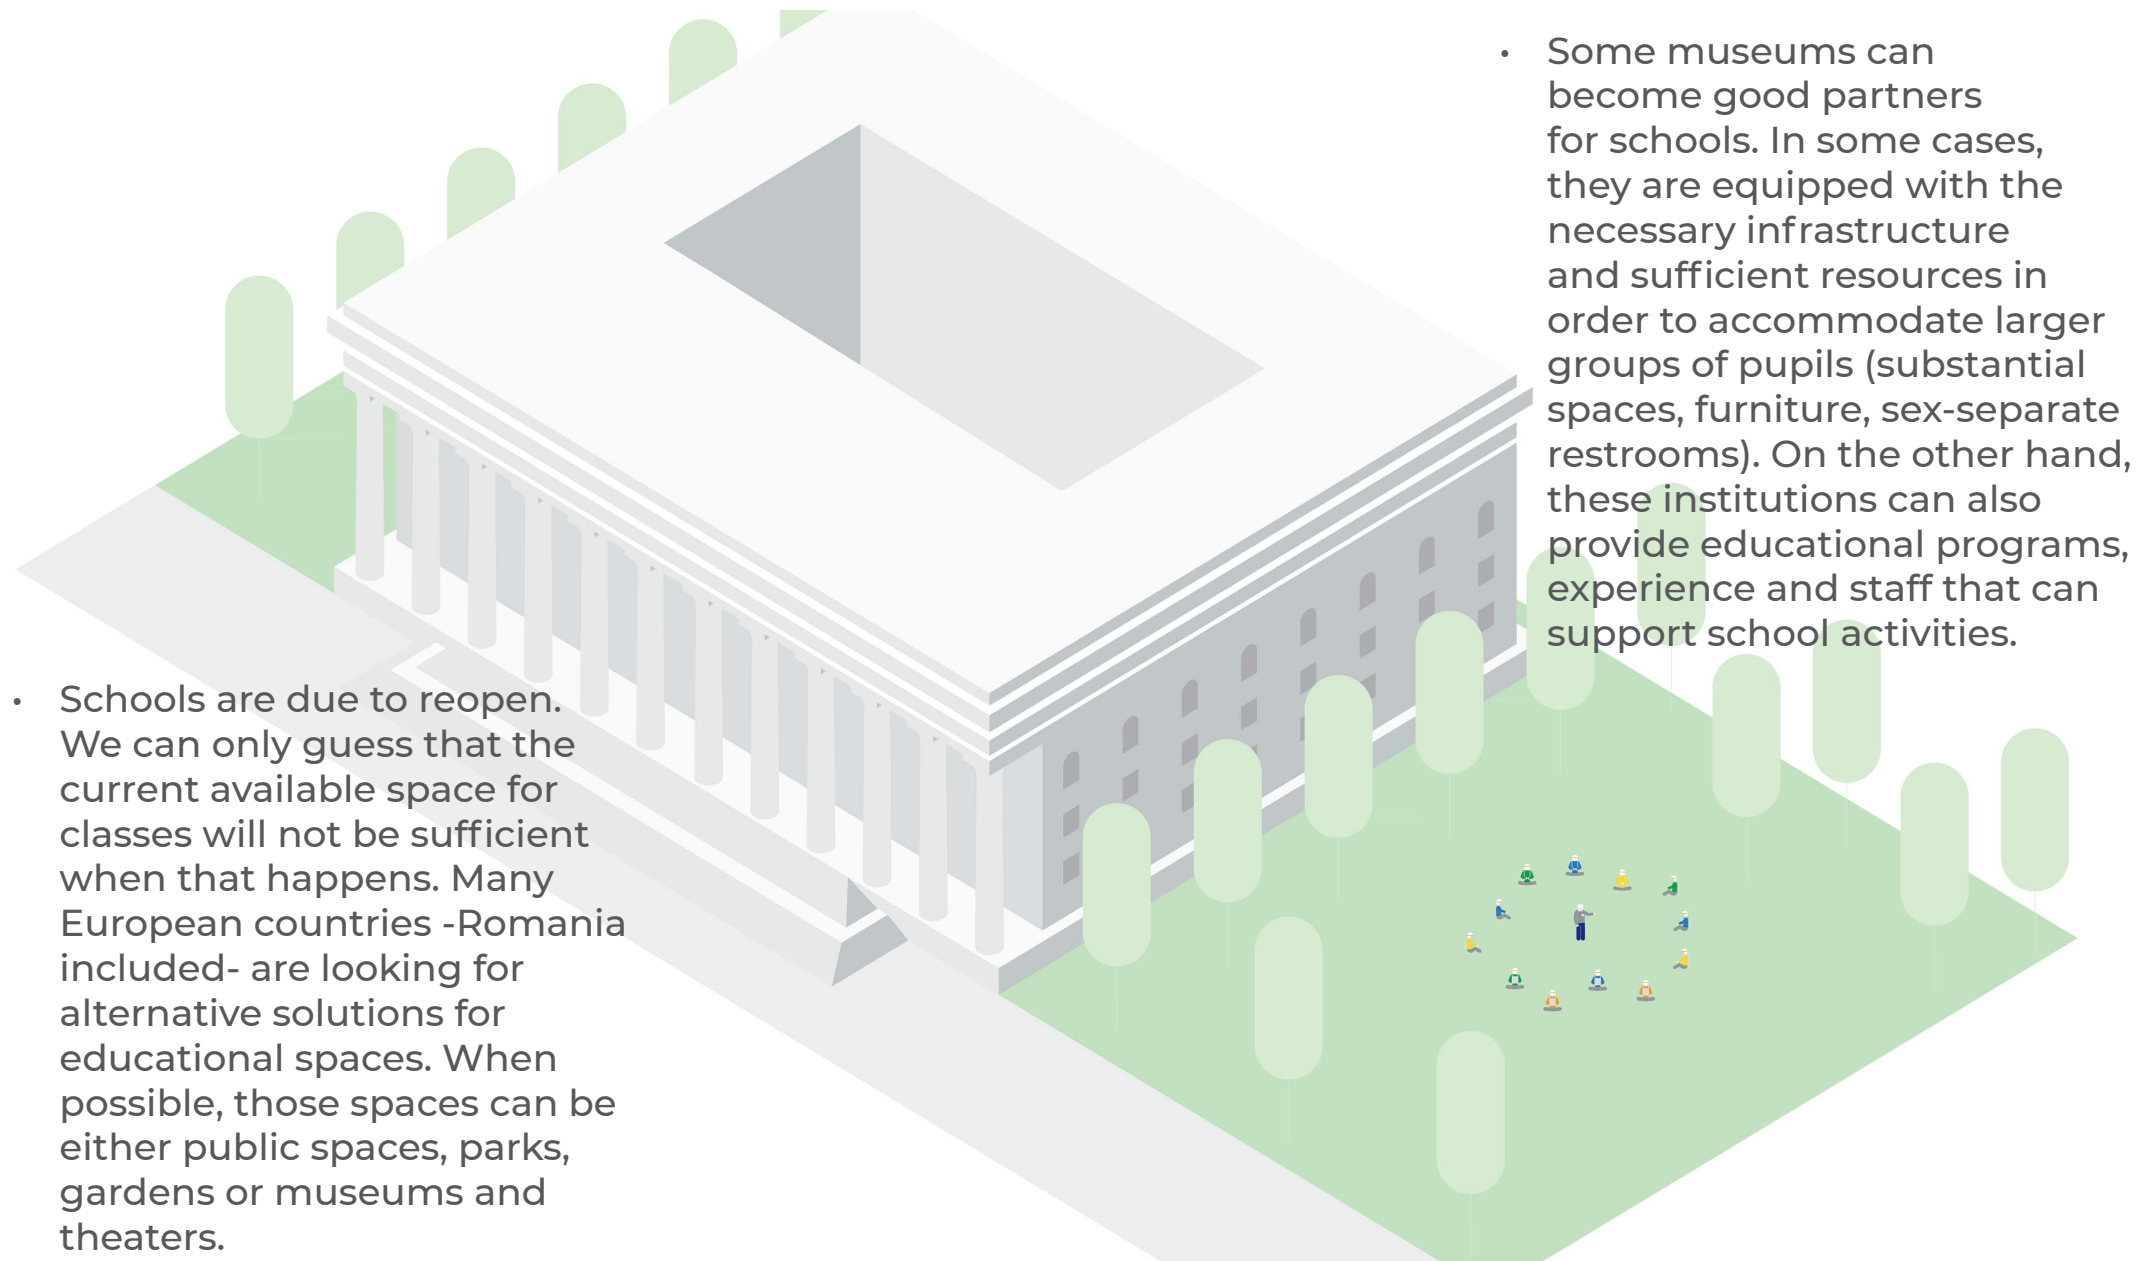 • Some museums can
become good partners
for schools. In some cases,
they are equipped with the
necessary infrastructure
and sufficient resources in
order to accommodate larger
groups of pupils (substantial
spaces, furniture, sex-separate
restrooms). On the other hand,
these institutions can also
provide educational programs,
experience and staff that can
support school activities.
• Schools are due to reopen.
We can only guess that the
current available space for
classes will not be sufficient
when that happens. Many
European countries -Romania
included- are looking for
alternative solutions for
educational spaces. When
possible, those spaces can be
either public spaces, parks,
gardens or museums and
theaters.